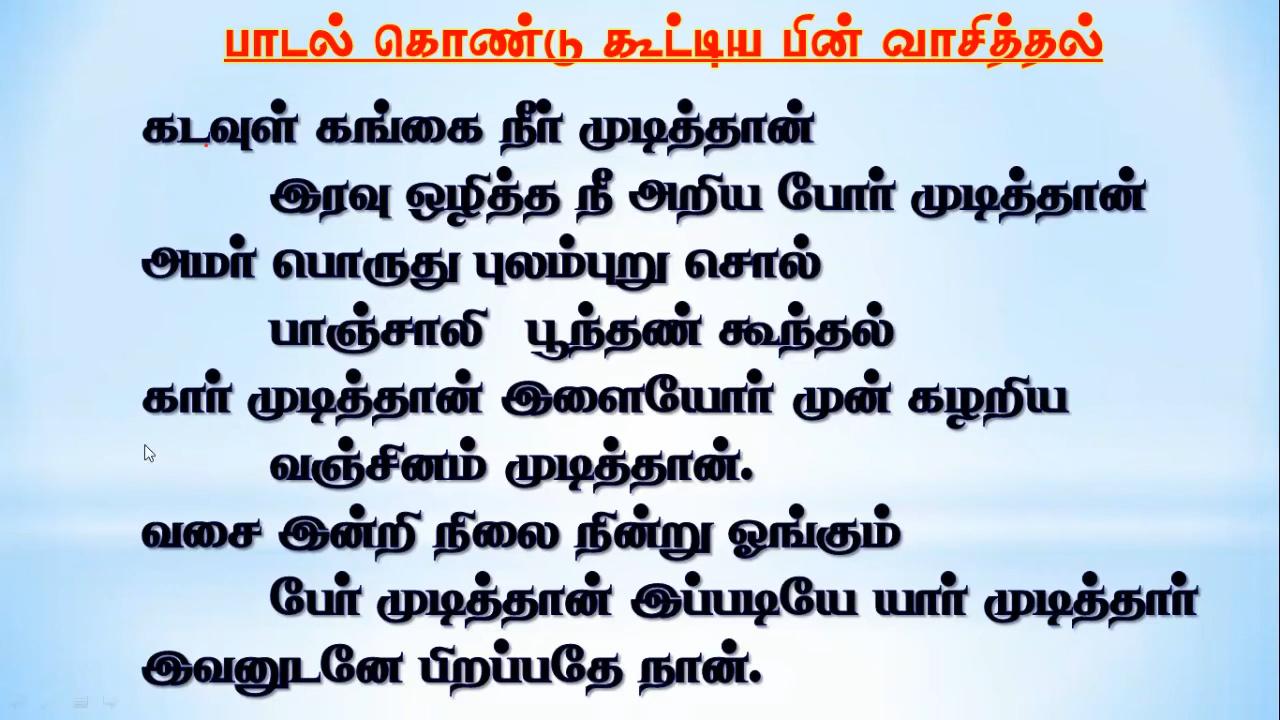 பாடல் கொண்டு கூட்டிய பின் வாசித்தல்
கடவுள் கங்கை நீர் முடித்தான்
இரவு ஒழித்த நீ அறிய போர் முடித்தான்
அமர் பொருது புலம்புறு சொல்
பாஞ்சாலி பூந்தண் கூந்தல்
கார் முடித்தான் இளையோர் முன் கழறிய
வஞ்சினம் முடித்தான்.
வசை இன்றி நிலை நின்று ஓங்கும்
பேர் முடித்தான் இப்படியே யார் முடித்தார்
இவனுடனே பிறப்பதே நான்.